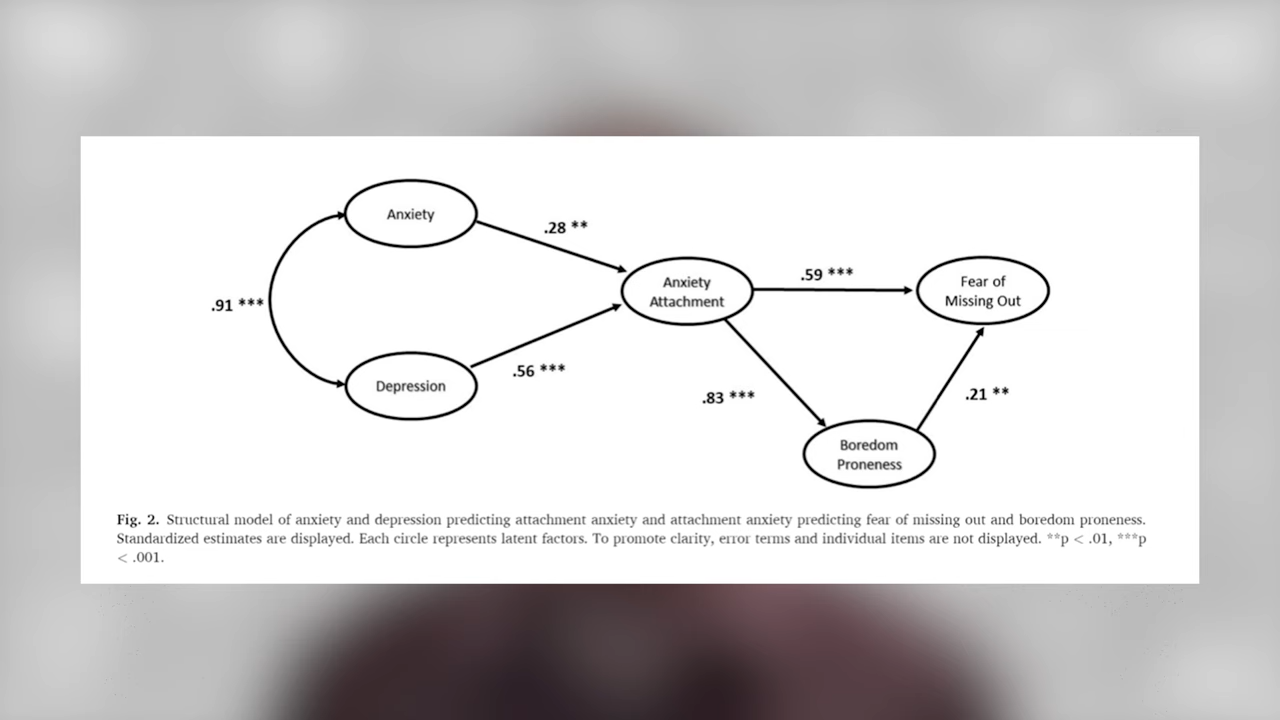 Anxiety
.28 **
.91 ***
Depression
.56 ***
Anxiety
Attachment
.59 ***
Fear of
Missing Out
.83 ***
.21 **
Boredom
Proneness
Fig. 2. Structural model of anxiety and depression predicting attachment anxiety and attachment anxiety predicting fear of missing out and boredom proneness.
Standardized estimates are displayed. Each circle represents latent factors. To promote clarity, error terms and individual items are not displayed. **p < .01, ***p
< .001.